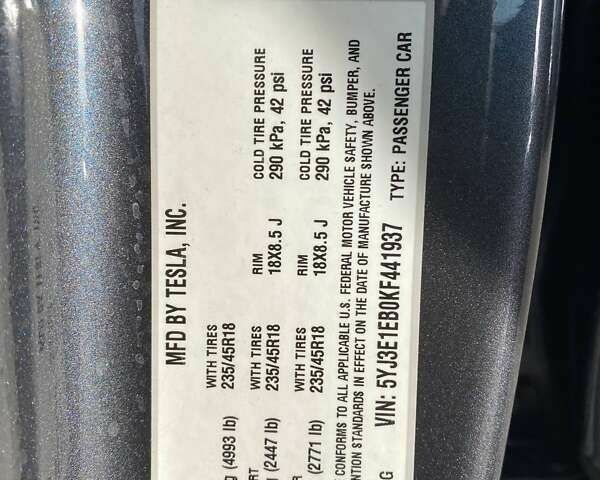 MFD BY TESLA, INC.
(4993 lb) WITH TIRES
235/45R18
(2447 lb) WITH TIRES RIM COLD TIRE PRESSURE
235/45R18 18X8.5 J 290 kPa, 42 psi
(2771 lb) WITH TIRES RIM COLD TIRE PRESSURE
235/45R18 18X8.5 J 290 kPa, 42 psi
CONFORMS TO ALL APPLICABLE U.S. FEDERAL MOTOR VEHICLE SAFETY, BUMPER, AND
NTION STANDARDS IN EFFECT ON THE DATE OF MANUFACTURE SHOWN ABOVE.
VIN: 5YJ3E1EB0KF441937 TYPE: PASSENGER CAR